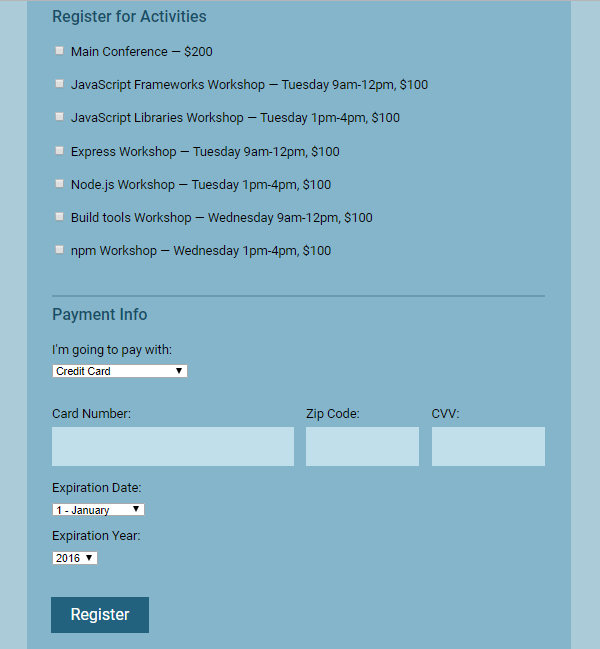 Register for Activities
Main Conference — $200
JavaScript Frameworks Workshop — Tuesday 9am-12pm, $100
JavaScript Libraries Workshop — Tuesday 1pm-4pm, $100
Express Workshop — Tuesday 9am-12pm, $100
Node.js Workshop — Tuesday 1pm-4pm, $100
Build tools Workshop — Wednesday 9am-12pm, $100
npm Workshop — Wednesday 1pm-4pm, $100
Payment Info
I'm going to pay with:
Credit Card
Card Number: Zip Code: CVV:
Expiration Date:
1 - January
Expiration Year:
2016
Register